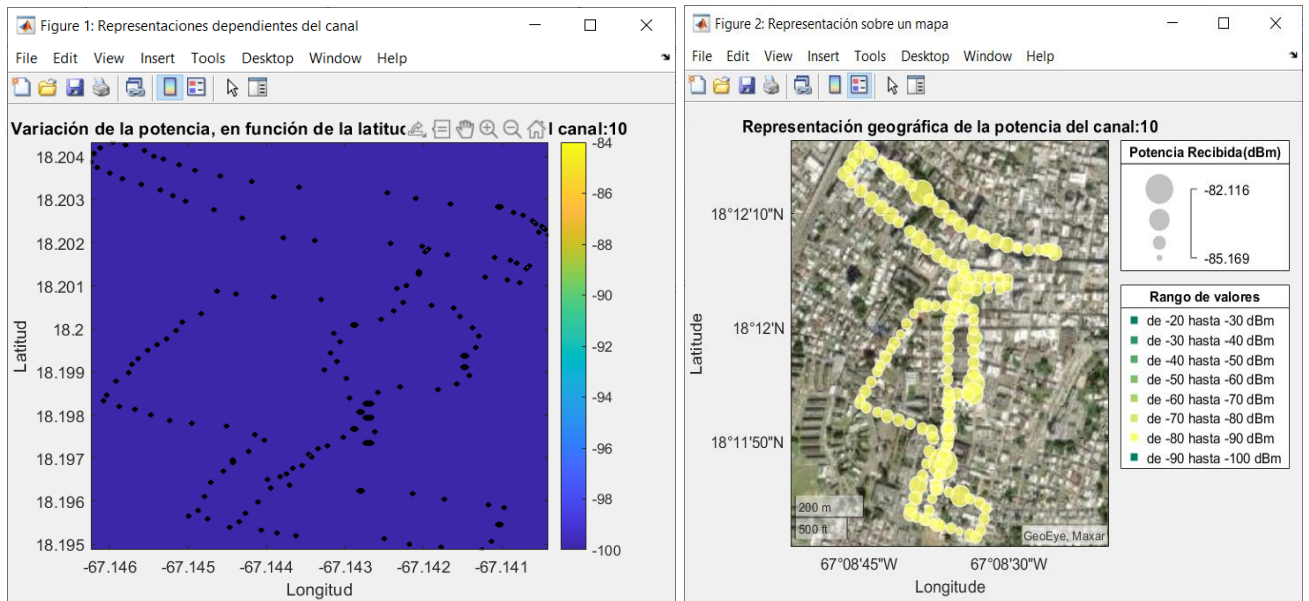 Figure 1: Representaciones dependientes del canal
File Edit View Insert Tools Desktop Window Help
Variación de la potencia, en función de la latitud
l canal:10
18.204
18.203
18.202
18.201
18.2
18.199
18.198
18.197
18.196
18.195
Latitud
-67.146 -67.145 -67.144 -67.143 -67.142 -67.141
Longitud
-84
-86
-88
-90
-92
-94
-96
-98
-100
Figure 2: Representación sobre un mapa
File Edit View Insert Tools Desktop Window Help
Representación geográfica de la potencia del canal:10
18°12'10"N
18°12'N
18°11'50"N
Latitude
200 m
500 ft
GeoEye, Maxar
67°08'45"W 67°08'30"W
Longitude
Potencia Recibida(dBm)
-82.116
-85.169
Rango de valores
de -20 hasta -30 dBm
de -30 hasta -40 dBm
de -40 hasta -50 dBm
de -50 hasta -60 dBm
de -60 hasta -70 dBm
de -70 hasta -80 dBm
de -80 hasta -90 dBm
de -90 hasta -100 dBm